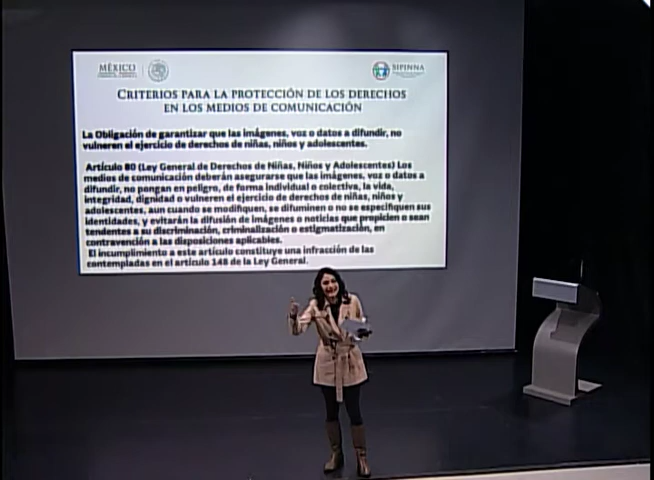 MÉXICO
SIPINNA
CRITERIOS PARA LA PROTECCIÓN DE LOS DERECHOS
EN LOS MEDIOS DE COMUNICACIÓN
La Obligación de garantizar que las imágenes, voz o datos a difundir, no
vulneren el ejercicio de derechos de niñas, niños y adolescentes.
Artículo 80 (Ley General de Derechos de Niñas, Niños y Adolescentes) Los
medios de comunicación deberán asegurarse que las imágenes, voz o datos a
difundir, no pongan en peligro, de forma individual o colectiva, la vida,
integridad, dignidad o vulneren el ejercicio de derechos de niñas, niños y
adolescentes, aun cuando se modifiquen, se difuminen o no se especifiquen sus
identidades, y evitarán la difusión de imágenes o noticias que propicien o sean
tendentes a su discriminación, criminalización o estigmatización, en
contravención a las disposiciones aplicables.
El incumplimiento a este artículo constituye una infracción de las
contempladas en el artículo 148 de la Ley General.